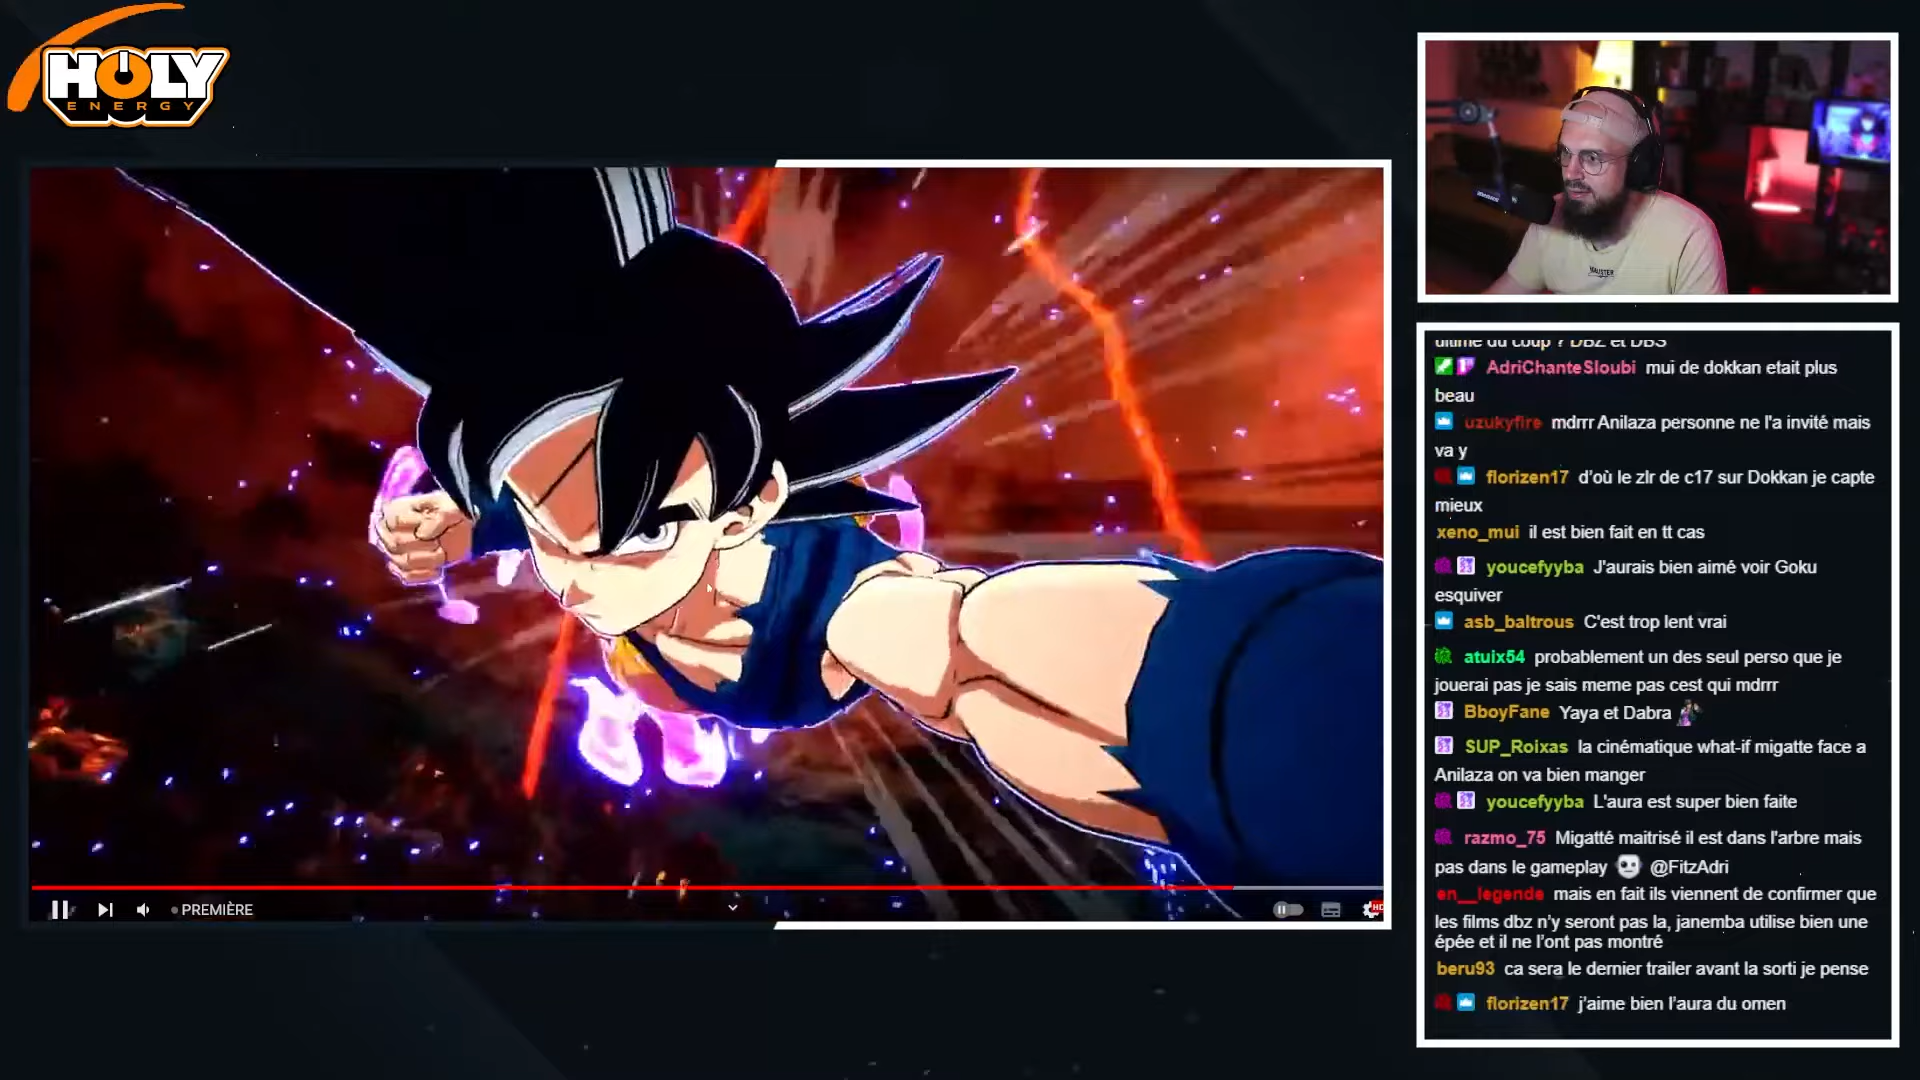 HOLY
ENERGY
PREMIÈRE
HD
ultime du coup ? DBZ et DBS
AdriChanteSloubi mui de dokkan etait plus
beau
uzukyfire mdrrr Anilaza personne ne l'a invité mais
va y
florizen17 d'où le zlr de c17 sur Dokkan je capte
mieux
xeno_mui il est bien fait en tt cas
youcefyyba J'aurais bien aimé voir Goku
esquiver
asb_baltrous C'est trop lent vrai
atuix54 probablement un des seul perso que je
jouerai pas je sais meme pas cest qui mdrrr
BboyFane Yaya et Dabra
SUP_Roixas la cinématique what-if migatte face a
Anilaza on va bien manger
youcefyyba L'aura est super bien faite
razmo_75 Migatté maitrisé il est dans l'arbre mais
pas dans le gameplay @FitzAdri
en__legende mais en fait ils viennent de confirmer que
les films dbz n'y seront pas la, janemba utilise bien une
épée et il ne l'ont pas montré
beru93 ca sera le dernier trailer avant la sorti je pense
florizen17 j'aime bien l'aura du omen